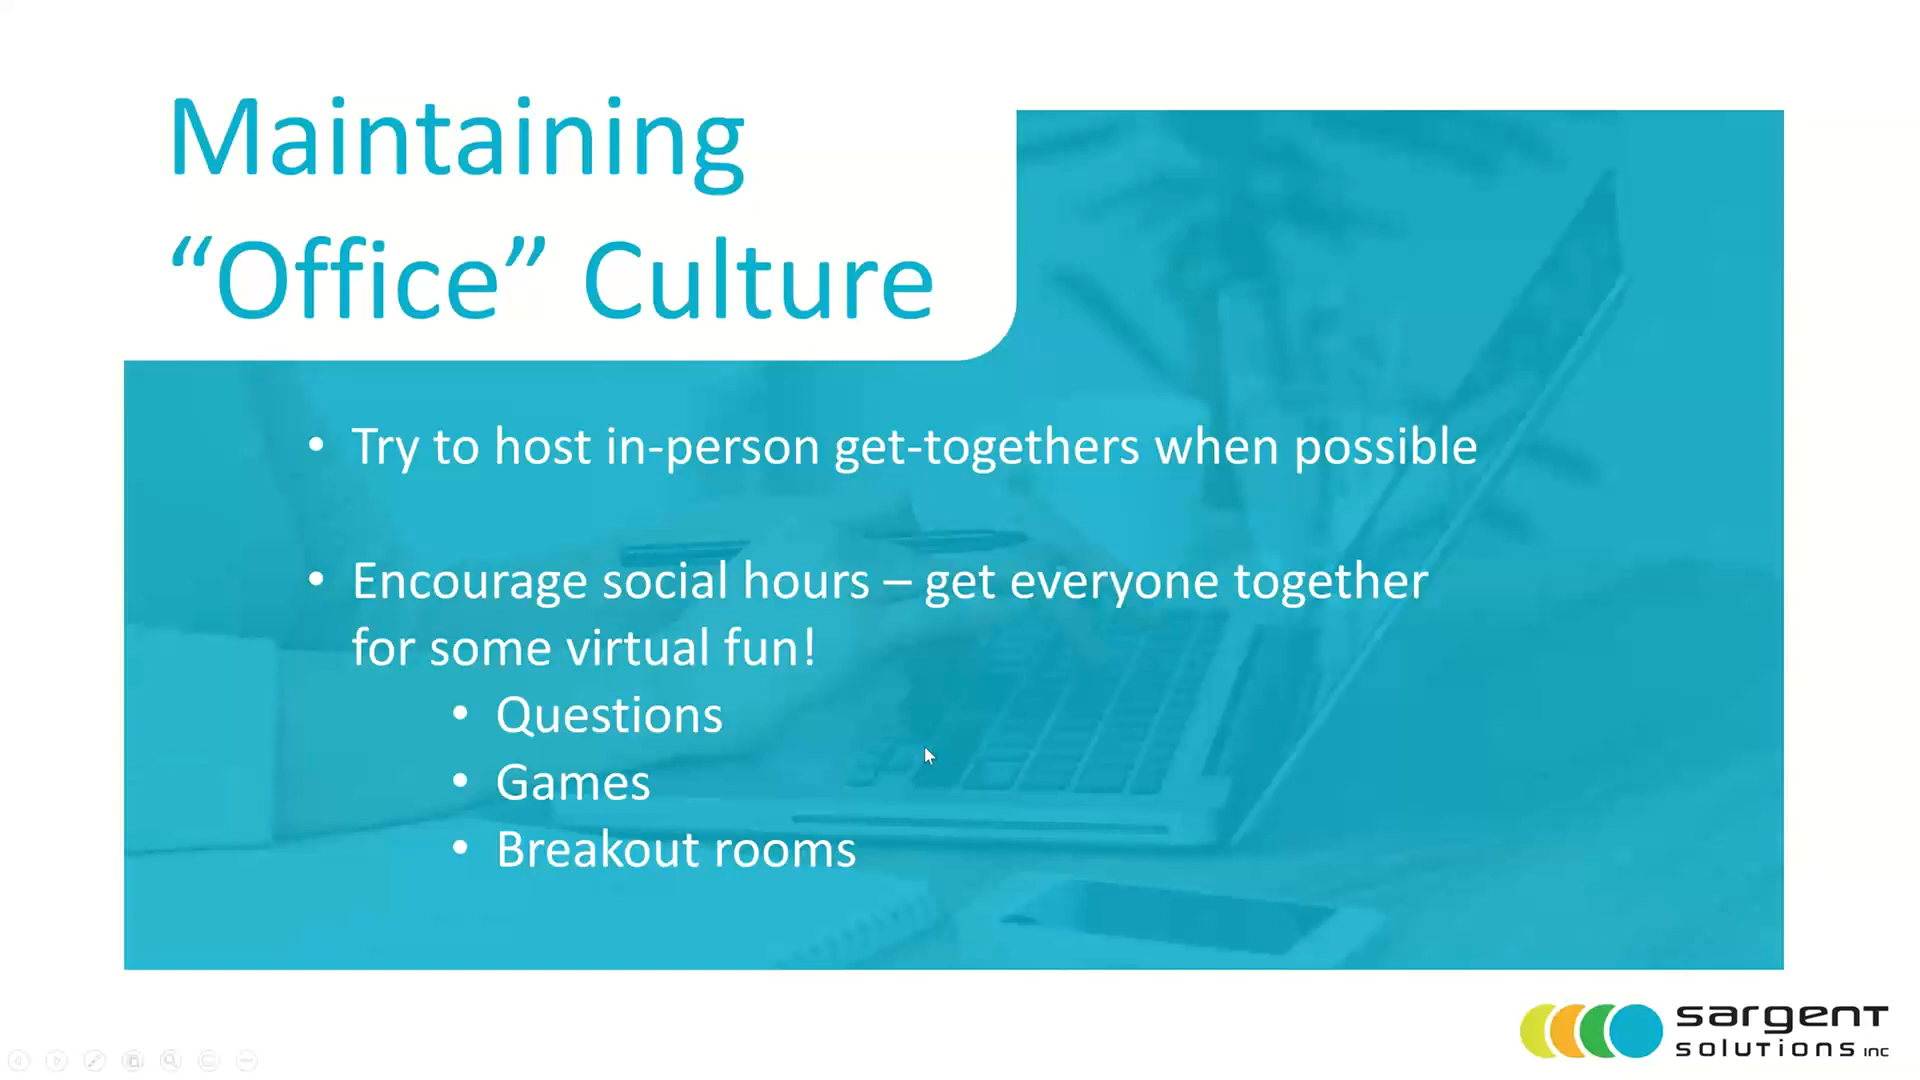 Maintaining
“Office” Culture
• Try to host in-person get-togethers when possible
• Encourage social hours – get everyone together
for some virtual fun!
• Questions
• Games
• Breakout rooms
sargent
solutions inc